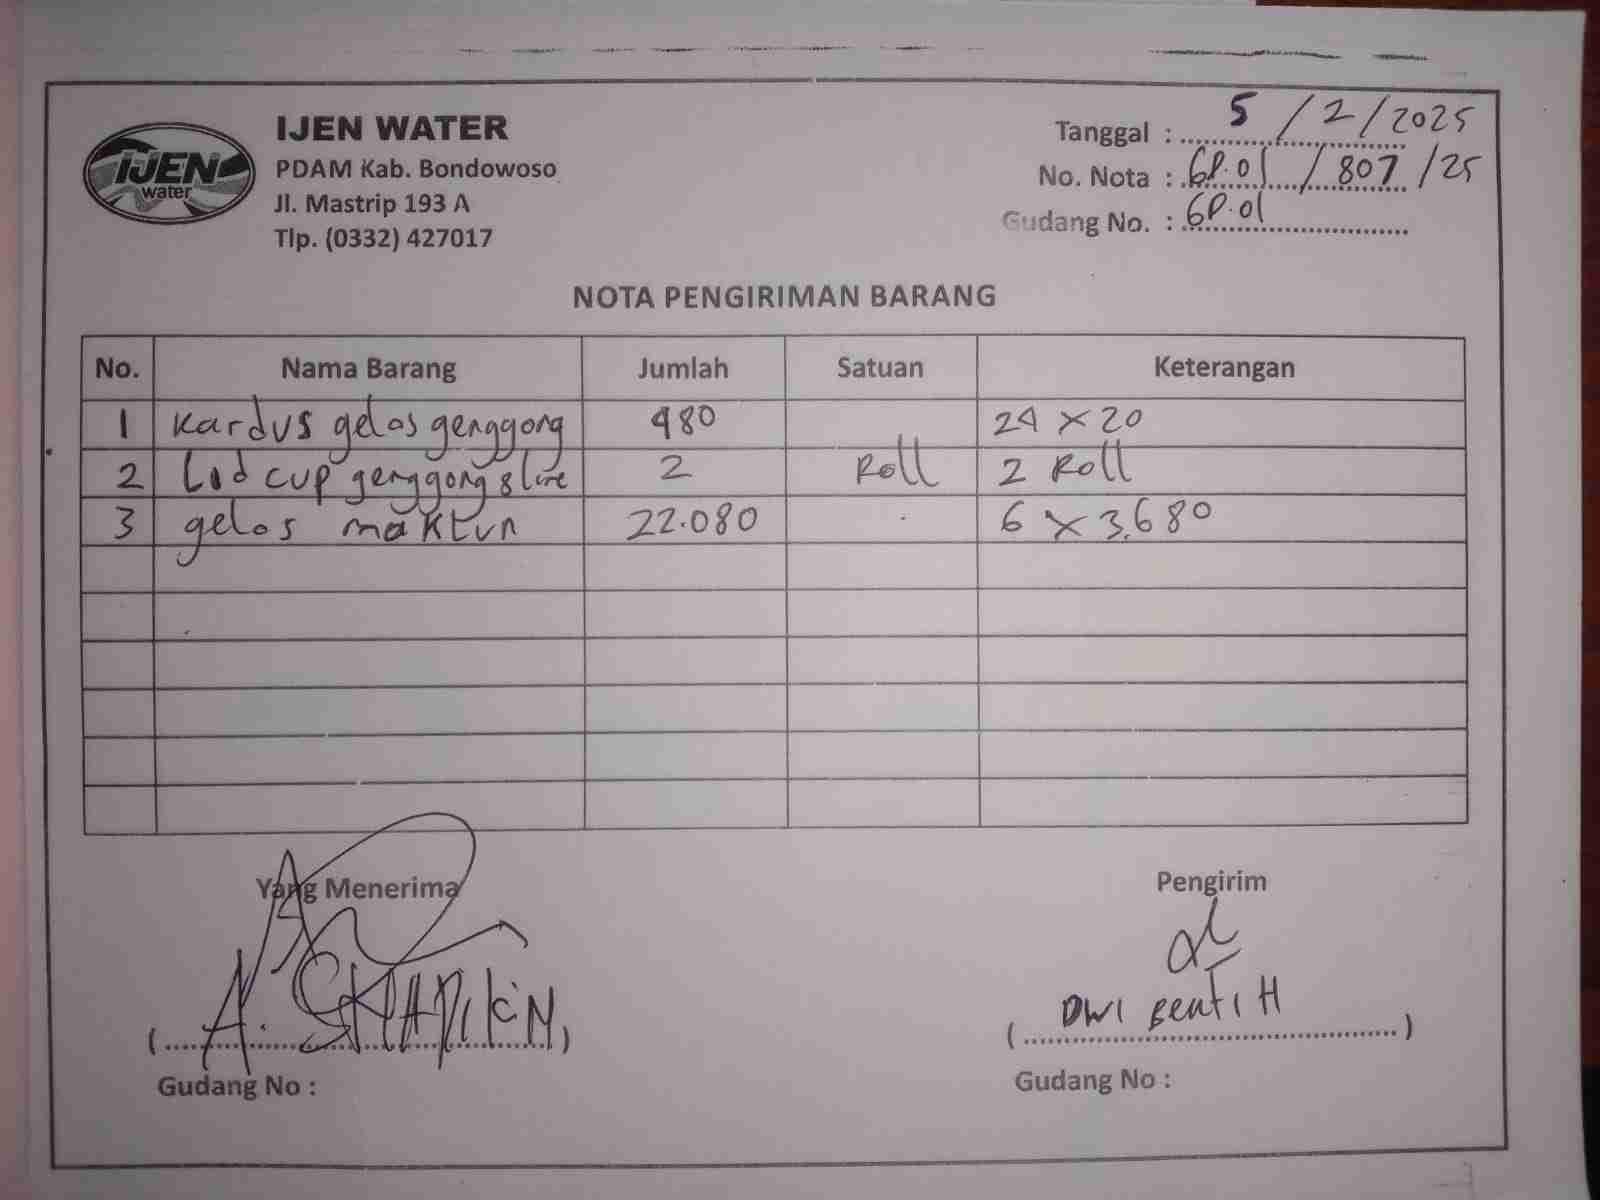 IJEN
water
IJEN WATER
PDAM Kab. Bondowoso
Jl. Mastrip 193 A
Tlp. (0332) 427017
Tanggal : 5 / 2 / 2025
No. Nota : GP.01 / 807 / 25
Gudang No. : GP.01
NOTA PENGIRIMAN BARANG
No. Nama Barang Jumlah Satuan Keterangan
1 Kardus gelas genggong 480 24 x 20
2 Lid cup genggong 8 line 2 Roll 2 Roll
3 gelas maktun 22.080 6 x 3.680
Yang Menerima Pengirim
( A. ) ( DWI H )
Gudang No : Gudang No :